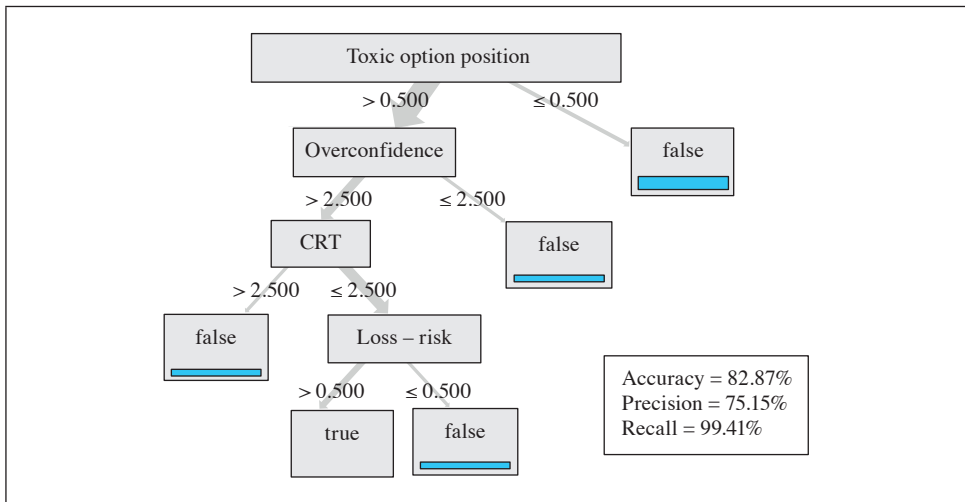 Toxic option position
> 0.500 ≤ 0.500
Overconfidence false
> 2.500 ≤ 2.500
CRT false
> 2.500 ≤ 2.500
false Loss – risk
> 0.500 ≤ 0.500
true false
Accuracy = 82.87%
Precision = 75.15%
Recall = 99.41%